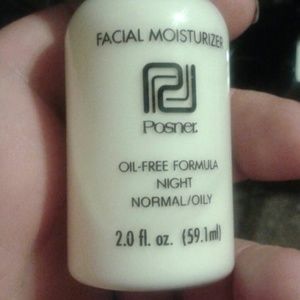 FACIAL MOISTURIZER
Posner
OIL-FREE FORMULA
NIGHT
NORMAL/OILY
2.0 fl. oz. (59.1ml)